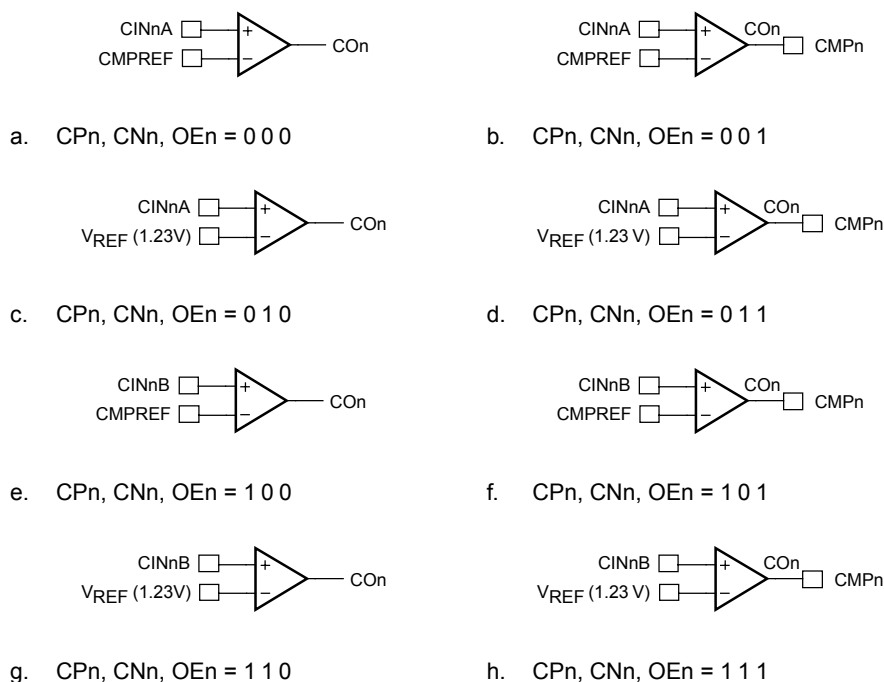 CINnA
CMPREF
+
−
COn
a. CPn, CNn, OEn = 0 0 0
CINnA
CMPREF
+
−
COn
CMPn
b. CPn, CNn, OEn = 0 0 1
CINnA
VREF (1.23V)
+
−
COn
c. CPn, CNn, OEn = 0 1 0
CINnA
VREF (1.23 V)
+
−
COn
CMPn
d. CPn, CNn, OEn = 0 1 1
CINnB
CMPREF
+
−
COn
e. CPn, CNn, OEn = 1 0 0
CINnB
CMPREF
+
−
COn
CMPn
f. CPn, CNn, OEn = 1 0 1
CINnB
VREF (1.23V)
+
−
COn
g. CPn, CNn, OEn = 1 1 0
CINnB
VREF (1.23 V)
+
−
COn
CMPn
h. CPn, CNn, OEn = 1 1 1